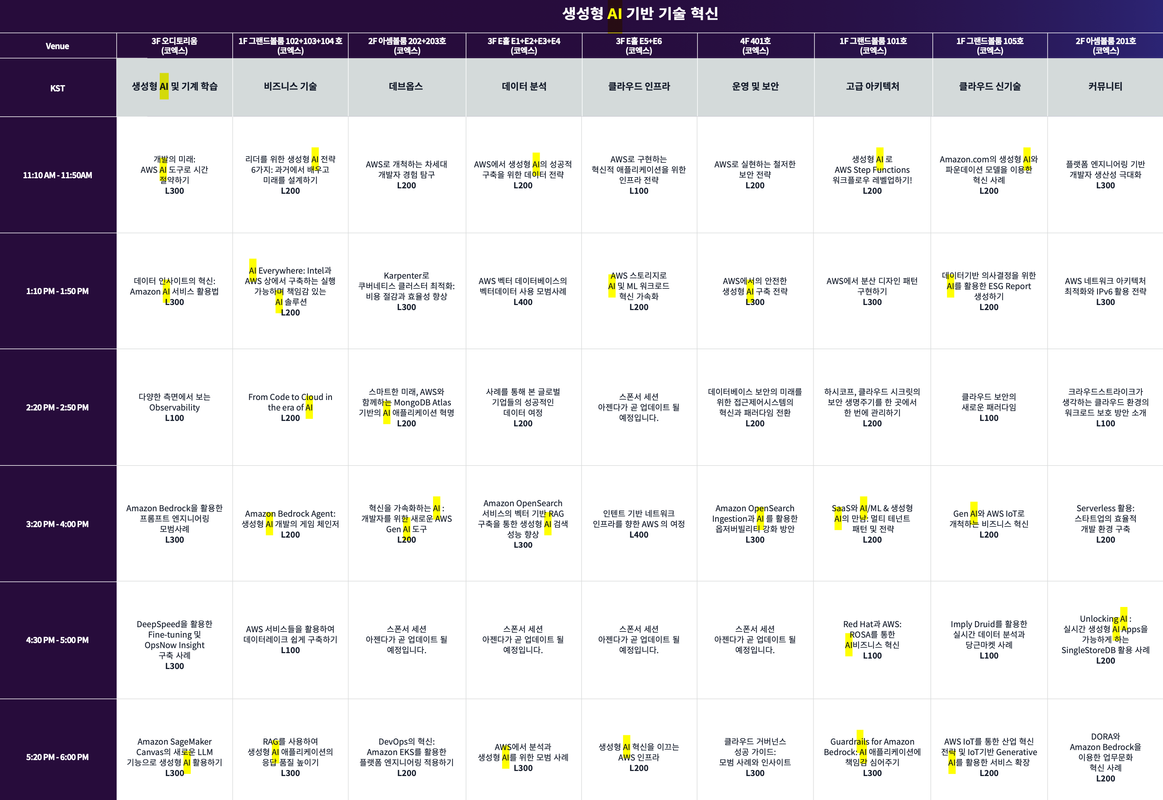 생성형 AI 기반 기술 혁신
Venue
3F 오디토리움
(코엑스)
1F 그랜드볼룸 102+103+104 호
(코엑스)
2F 아셈볼룸 202+203호
(코엑스)
3F E홀 E1+E2+E3+E4
(코엑스)
3F E홀 E5+E6
(코엑스)
4F 401호
(코엑스)
1F 그랜드볼룸 101호
(코엑스)
1F 그랜드볼룸 105호
(코엑스)
2F 아셈볼룸 201호
(코엑스)
KST
생성형 AI 및 기계 학습
비즈니스 기술
데브옵스
데이터 분석
클라우드 인프라
운영 및 보안
고급 아키텍처
클라우드 신기술
커뮤니티
11:10 AM - 11:50AM
개발의 미래:
AWS AI 도구로 시간
절약하기
L300
리더를 위한 생성형 AI 전략
6가지: 과거에서 배우고
미래를 설계하기
L200
AWS로 개척하는 차세대
개발자 경험 탐구
L200
AWS에서 생성형 AI의 성공적
구축을 위한 데이터 전략
L200
AWS로 구현하는
혁신적 애플리케이션을 위한
인프라 전략
L100
AWS로 실현하는 철저한
보안 전략
L200
생성형 AI 로
AWS Step Functions
워크플로우 레벨업하기!
L200
Amazon.com의 생성형 AI와
파운데이션 모델을 이용한
혁신 사례
L200
플랫폼 엔지니어링 기반
개발자 생산성 극대화
L300
1:10 PM - 1:50 PM
데이터 인사이트의 혁신:
Amazon AI 서비스 활용법
L300
AI Everywhere: Intel과
AWS 상에서 구축하는 실행
가능하며 책임감 있는
AI 솔루션
L200
Karpenter로
쿠버네티스 클러스터 최적화:
비용 절감과 효율성 향상
L300
AWS 벡터 데이터베이스의
벡터데이터 사용 모범사례
L400
AWS 스토리지로
AI 및 ML 워크로드
혁신 가속화
L200
AWS에서의 안전한
생성형 AI 구축 전략
L300
AWS에서 분산 디자인 패턴
구현하기
L300
데이터기반 의사결정을 위한
AI를 활용한 ESG Report
생성하기
L200
AWS 네트워크 아키텍처
최적화와 IPv6 활용 전략
L300
2:20 PM - 2:50 PM
다양한 측면에서 보는
Observability
L100
From Code to Cloud in
the era of AI
L200
스마트한 미래, AWS와
함께하는 MongoDB Atlas
기반의 AI 애플리케이션 혁명
L200
사례를 통해 본 글로벌
기업들의 성공적인
데이터 여정
L200
스폰서 세션
아젠다가 곧 업데이트 될
예정입니다.
데이터베이스 보안의 미래를
위한 접근제어시스템의
혁신과 패러다임 전환
L200
하시코프, 클라우드 시크릿의
보안 생명주기를 한 곳에서
한 번에 관리하기
L200
클라우드 보안의
새로운 패러다임
L100
크라우드스트라이크가
생각하는 클라우드 환경의
워크로드 보호 방안 소개
L100
3:20 PM - 4:00 PM
Amazon Bedrock을 활용한
프롬프트 엔지니어링
모범사례
L300
Amazon Bedrock Agent:
생성형 AI 개발의 게임 체인저
L200
혁신을 가속화하는 AI :
개발자를 위한 새로운 AWS
Gen AI 도구
L200
Amazon OpenSearch
서비스의 벡터 기반 RAG
구축을 통한 생성형 AI 검색
성능 향상
L300
인텐트 기반 네트워크
인프라를 향한 AWS 의 여정
L400
Amazon OpenSearch
Ingestion과 AI 를 활용한
옵저버빌리티 강화 방안
L300
SaaS와 AI/ML & 생성형
AI의 만남: 멀티 테넌트
패턴 및 전략
L200
Gen AI와 AWS IoT로
개척하는 비즈니스 혁신
L200
Serverless 활용:
스타트업의 효율적
개발 환경 구축
L200
4:30 PM - 5:00 PM
DeepSpeed을 활용한
Fine-tuning 및
OpsNow Insight
구축 사례
L300
AWS 서비스들을 활용하여
데이터레이크 쉽게 구축하기
L100
스폰서 세션
아젠다가 곧 업데이트 될
예정입니다.
스폰서 세션
아젠다가 곧 업데이트 될
예정입니다.
스폰서 세션
아젠다가 곧 업데이트 될
예정입니다.
스폰서 세션
아젠다가 곧 업데이트 될
예정입니다.
Red Hat과 AWS:
ROSA를 통한
AI비즈니스 혁신
L100
Imply Druid를 활용한
실시간 데이터 분석과
당근마켓 사례
L100
Unlocking AI :
실시간 생성형 AI Apps을
가능하게 하는
SingleStoreDB 활용 사례
L200
5:20 PM - 6:00 PM
Amazon SageMaker
Canvas의 새로운 LLM
기능으로 생성형 AI 활용하기
L300
RAG를 사용하여
생성형 AI 애플리케이션의
응답 품질 높이기
L300
DevOps의 혁신:
Amazon EKS를 활용한
플랫폼 엔지니어링 적용하기
L200
AWS에서 분석과
생성형 AI를 위한 모범 사례
L300
생성형 AI 혁신을 이끄는
AWS 인프라
L200
클라우드 거버넌스
성공 가이드:
모범 사례와 인사이트
L300
Guardrails for Amazon
Bedrock: AI 애플리케이션에
책임감 심어주기
L300
AWS IoT를 통한 산업 혁신
전략 및 IoT기반 Generative
AI를 활용한 서비스 확장
L200
DORA와
Amazon Bedrock을
이용한 업무문화
혁신 사례
L200